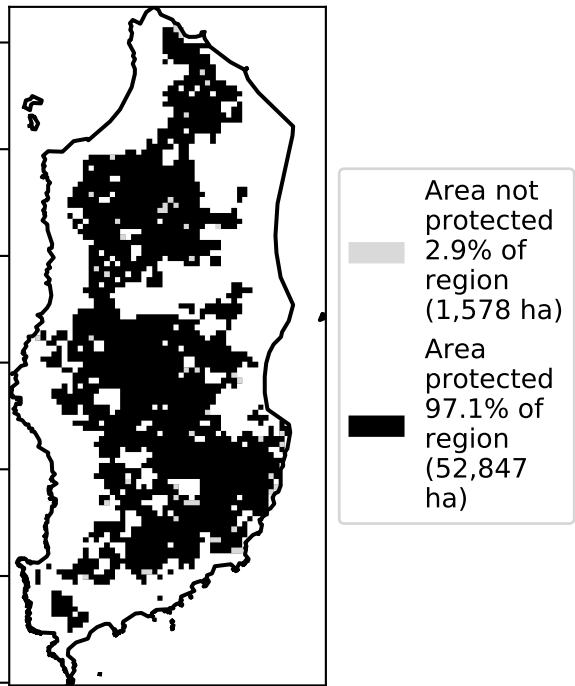 Area not
protected
2.9% of
region
(1,578 ha)
Area
protected
97.1% of
region
(52,847
ha)